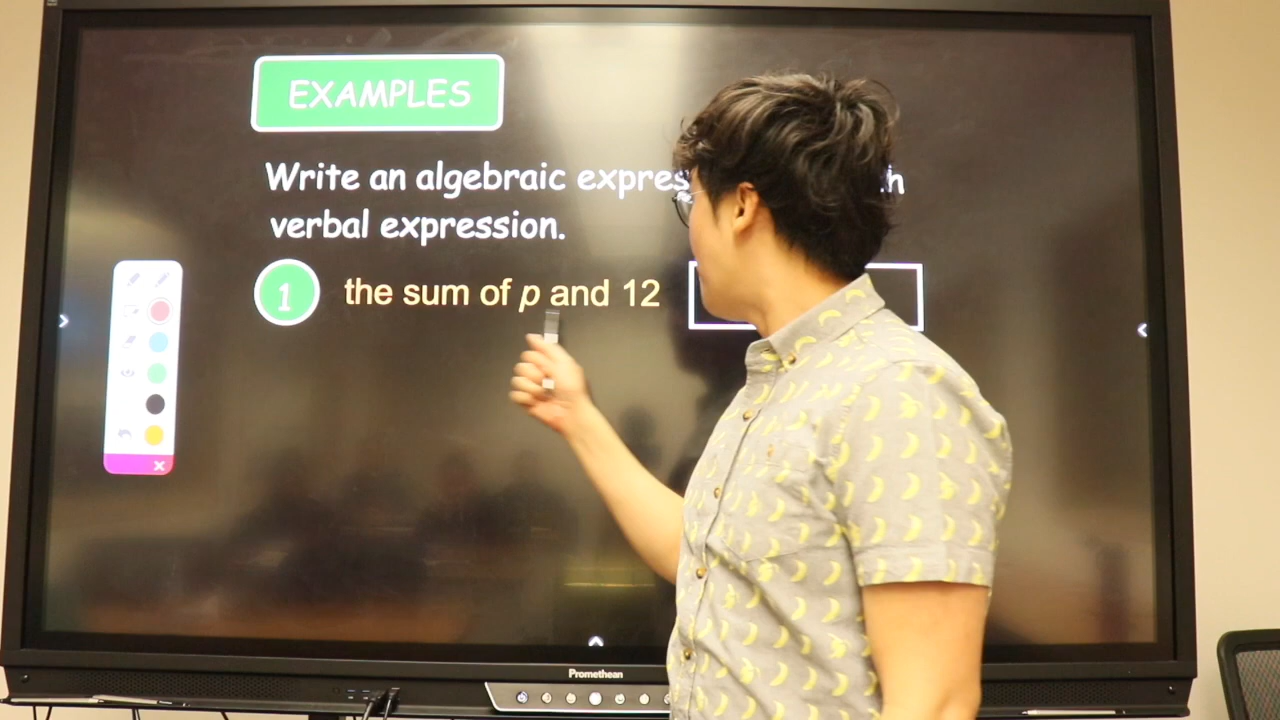 EXAMPLES
Write an algebraic expres
verbal expression.
1 the sum of p and 12
Promethean